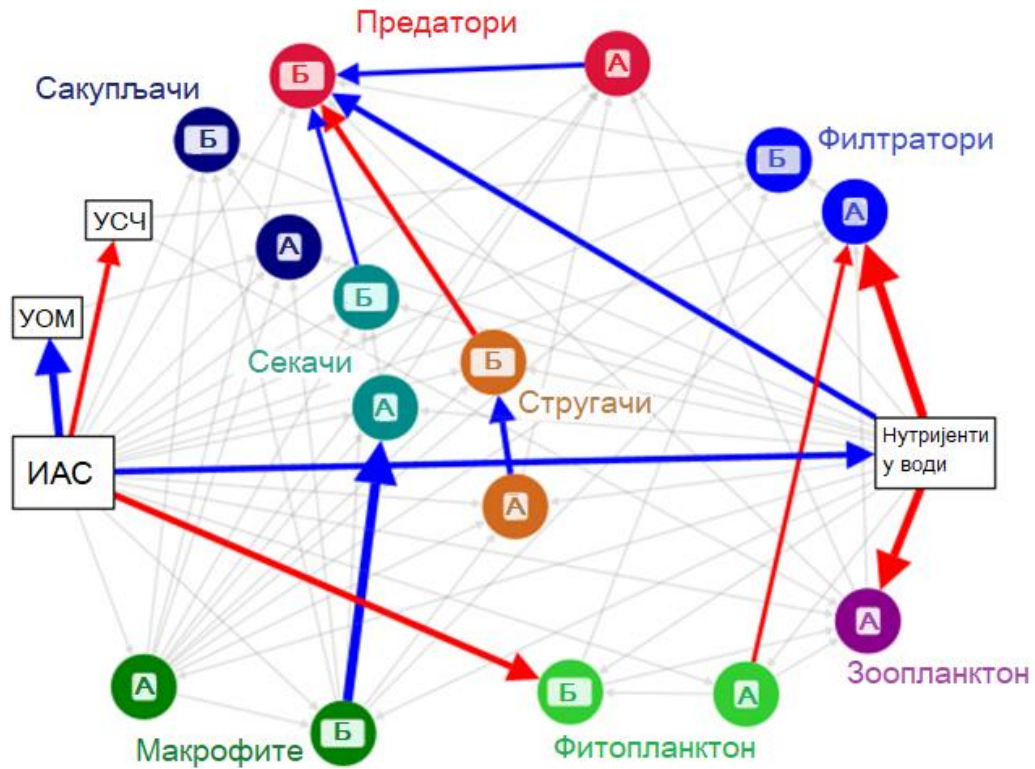 Предатори
Б
А
Сакупљачи
Б
Филтратори
Б
А
УСЧ
А
УОМ
Б
Секачи
Б
А
Стругачи
ИАС
Нутријенти
у води
А
А
Зоопланктон
А
Б
А
Б
Макрофите
Фитопланктон